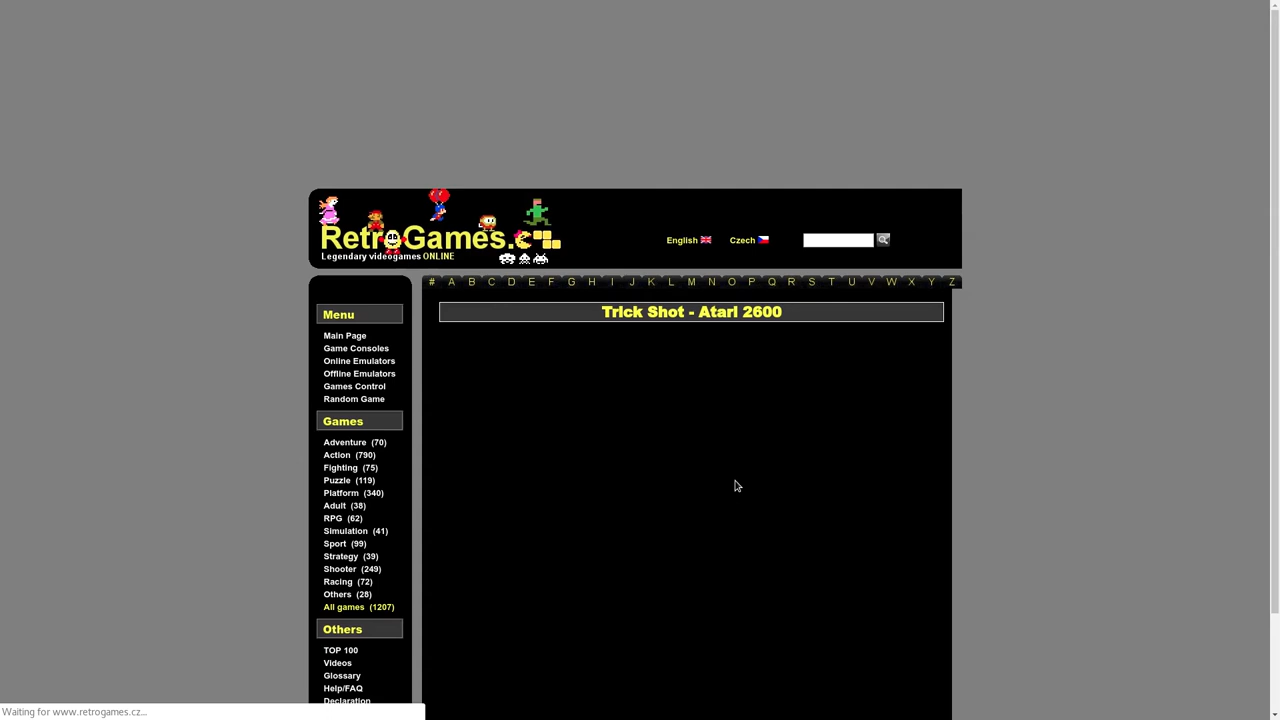 RetroGames.cz
Legendary videogames ONLINE
English
Czech
# A B C D E F G H I J K L M N O P Q R S T U V W X Y Z
Trick Shot - Atari 2600
Menu
Main Page
Game Consoles
Online Emulators
Offline Emulators
Games Control
Random Game
Games
Adventure (70)
Action (790)
Fighting (75)
Puzzle (119)
Platform (340)
Adult (38)
RPG (62)
Simulation (41)
Sport (99)
Strategy (39)
Shooter (249)
Racing (72)
Others (28)
All games (1207)
Others
TOP 100
Videos
Glossary
Help/FAQ
Declaration
Waiting for www.retrogames.cz...